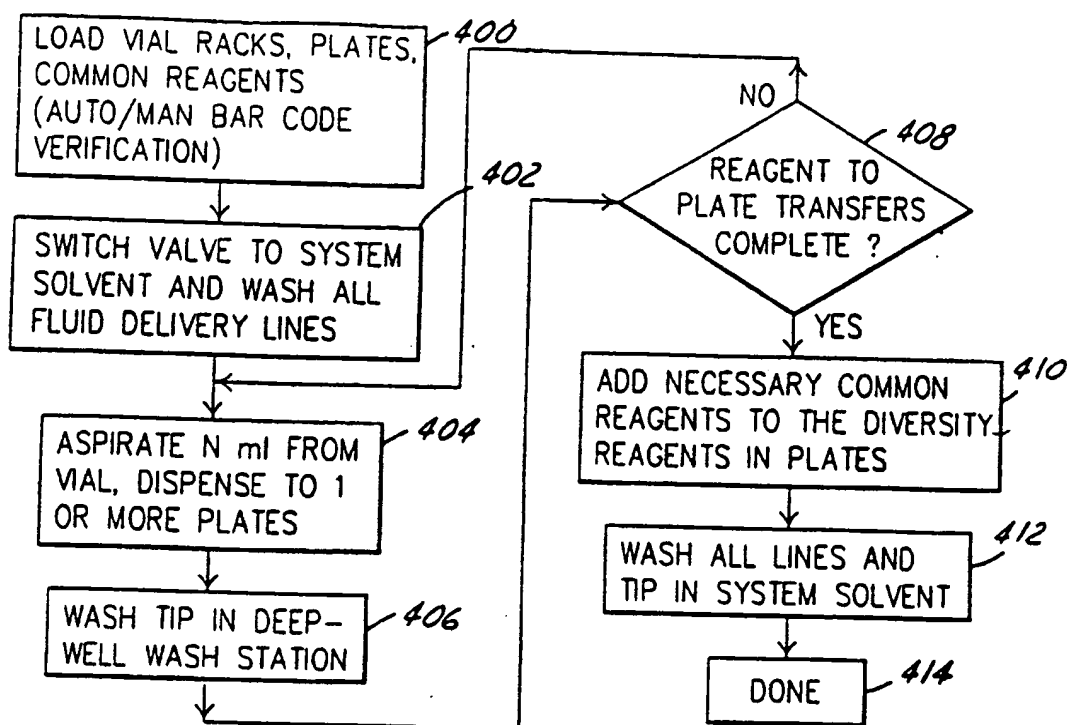 LOAD VIAL RACKS, PLATES,
COMMON REAGENTS
(AUTO/MAN BAR CODE
VERIFICATION)
400
402
SWITCH VALVE TO SYSTEM
SOLVENT AND WASH ALL
FLUID DELIVERY LINES
404
ASPIRATE N ml FROM
VIAL, DISPENSE TO 1
OR MORE PLATES
WASH TIP IN DEEP-
WELL WASH STATION
406
NO
408
REAGENT TO
PLATE TRANSFERS
COMPLETE ?
YES
410
ADD NECESSARY COMMON
REAGENTS TO THE DIVERSITY
REAGENTS IN PLATES
412
WASH ALL LINES AND
TIP IN SYSTEM SOLVENT
DONE
414